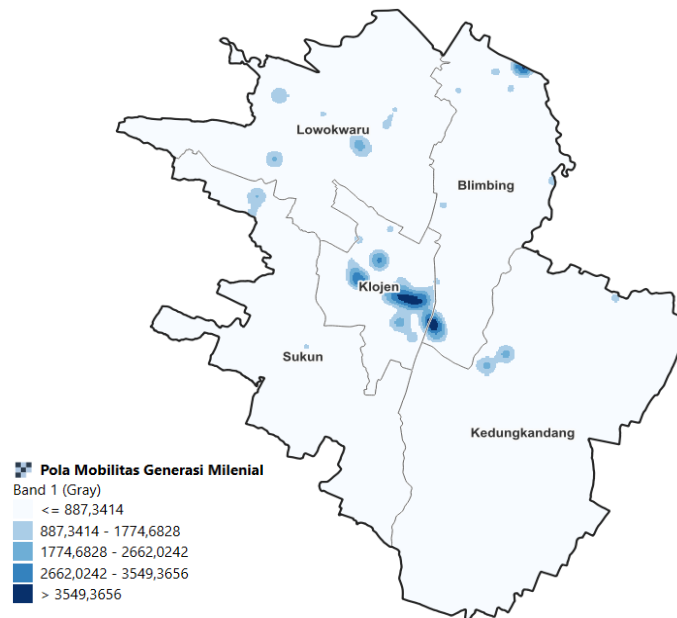 Lowokwaru
Blimbing
Klojen
Sukun
Kedungkandang
Pola Mobilitas Generasi Milenial
Band 1 (Gray)
<= 887,3414
887,3414 - 1774,6828
1774,6828 - 2662,0242
2662,0242 - 3549,3656
> 3549,3656